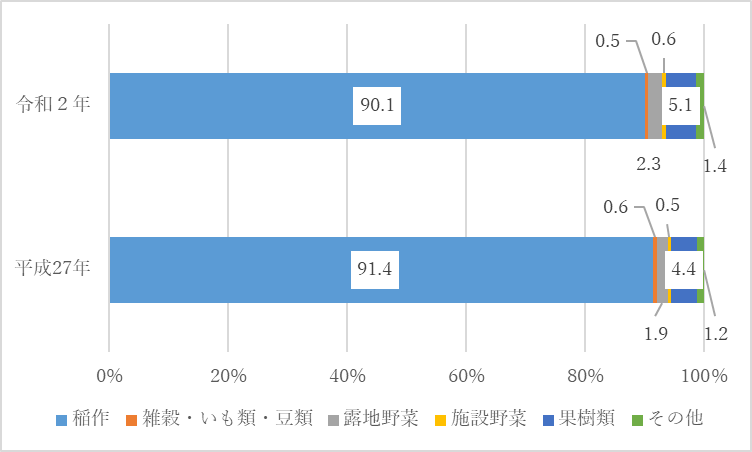 0.5 0.6
令和２年 90.1 5.1
2.3 1.4
0.6 0.5
平成27年 91.4 4.4
1.9 1.2
0% 20% 40% 60% 80% 100%
稲作 雑穀・いも類・豆類 露地野菜 施設野菜 果樹類 その他